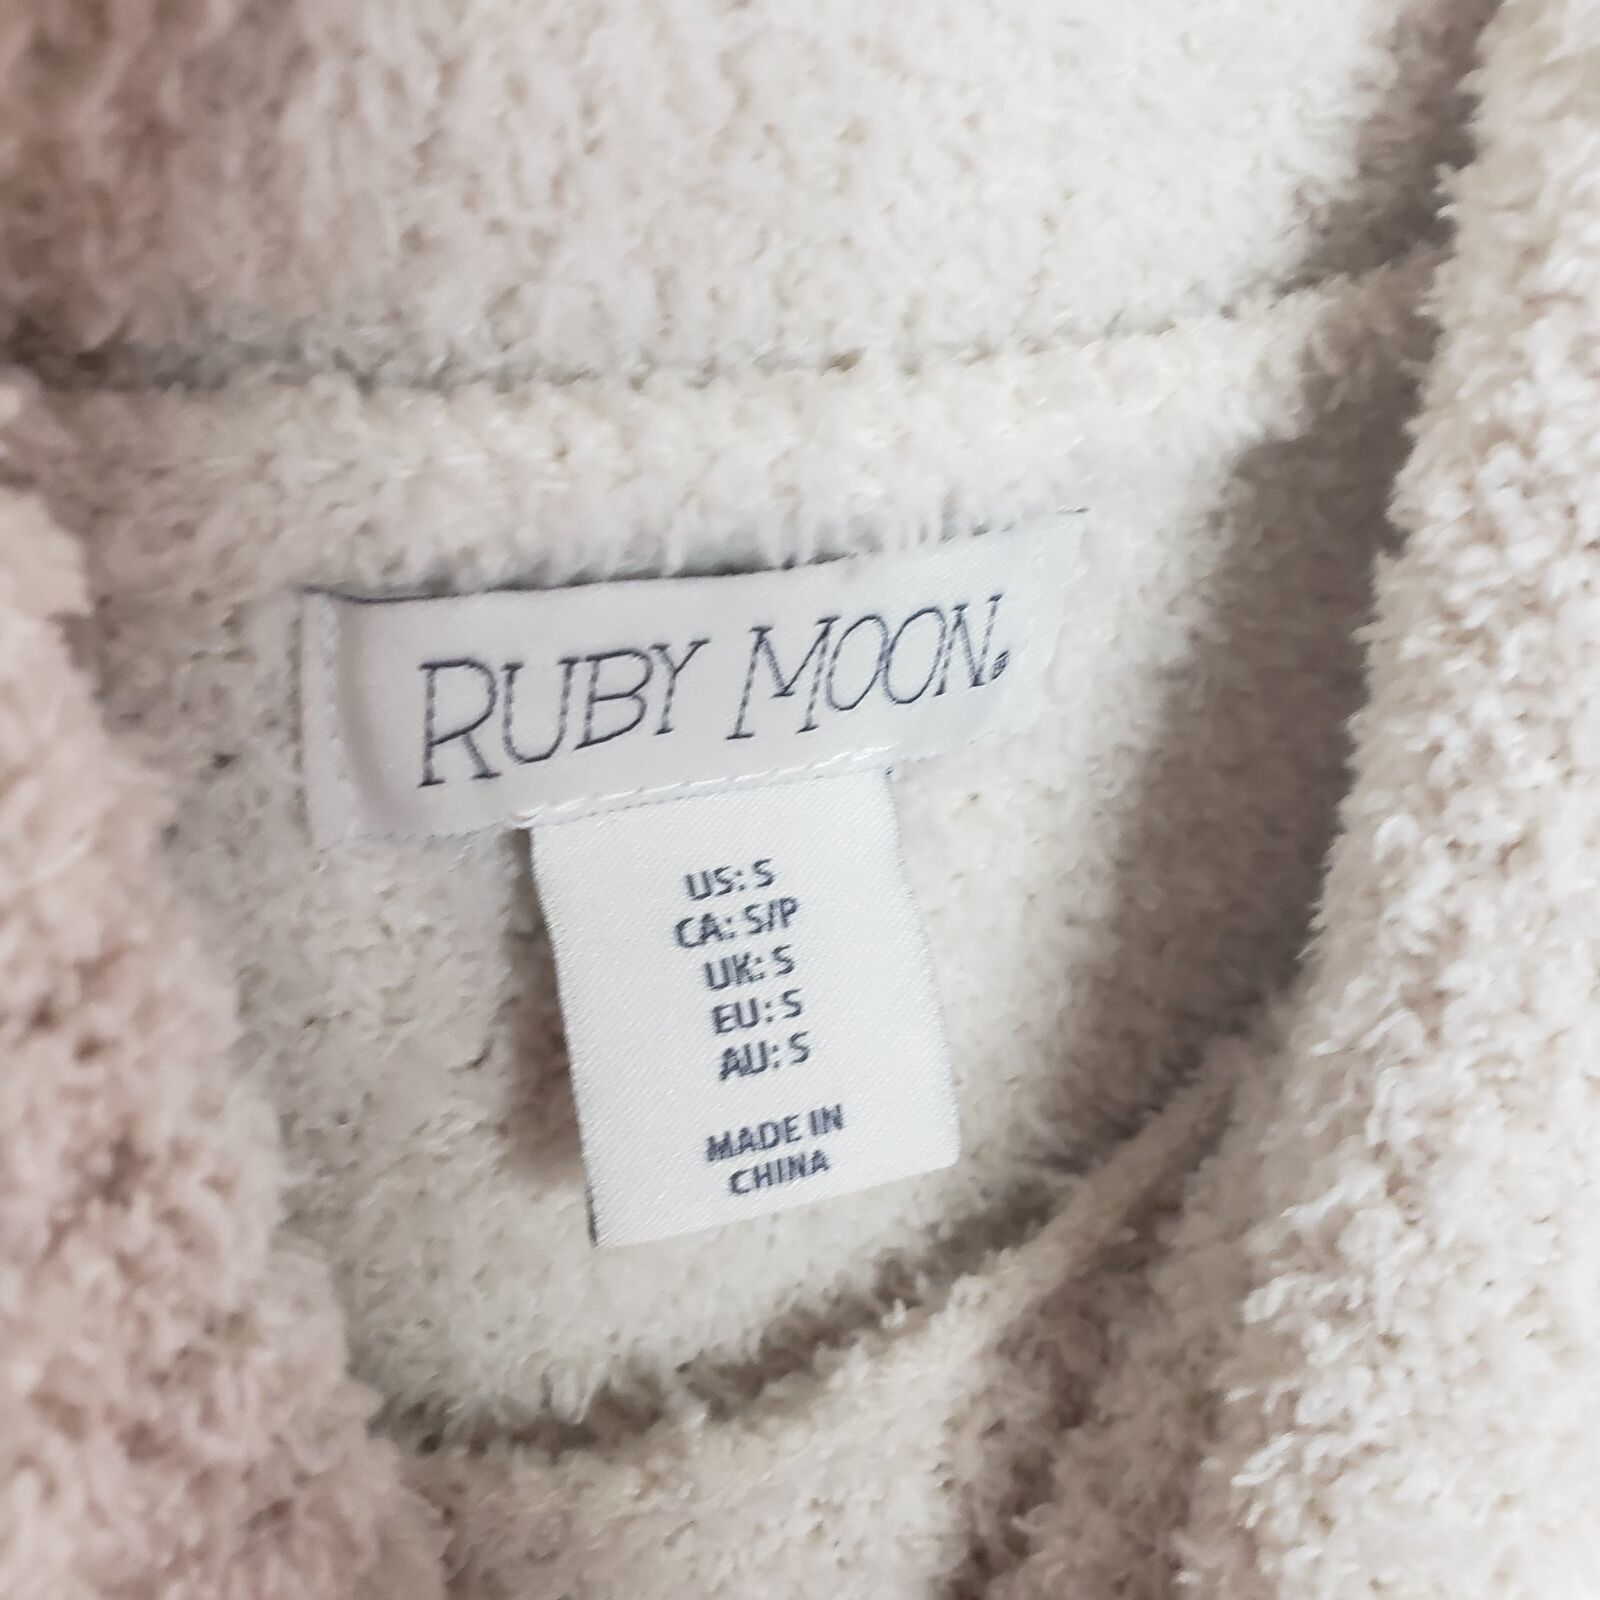 RUBY MOON®
US: S
CA: S/P
UK: S
EU: S
AU: S
MADE IN
CHINA